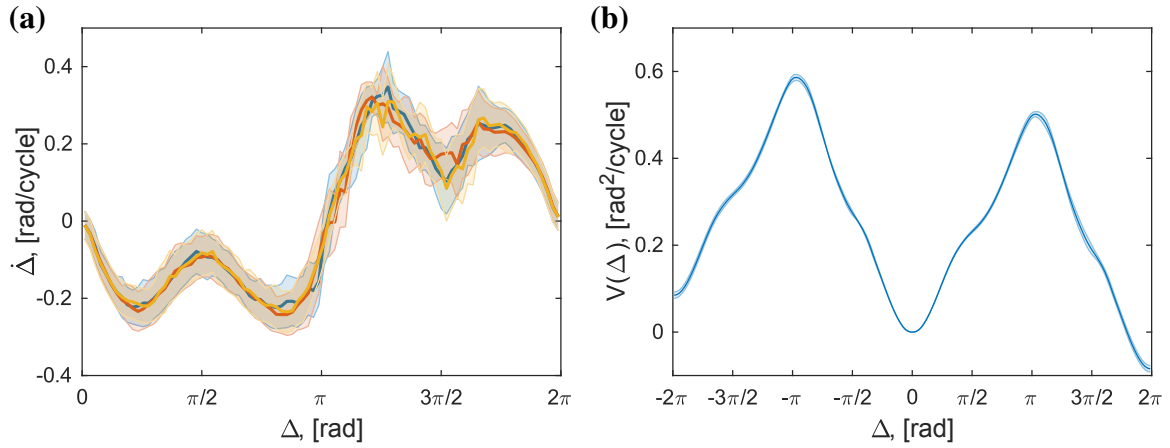 (a)
0.4
0.2
0
-0.2
-0.4
Δ̇, [rad/cycle]
0 π/2 π 3π/2 2π
Δ, [rad]
(b)
0.6
0.4
0.2
0
V(Δ), [rad²/cycle]
-2π -3π/2 -π -π/2 0 π/2 π 3π/2 2π
Δ, [rad]